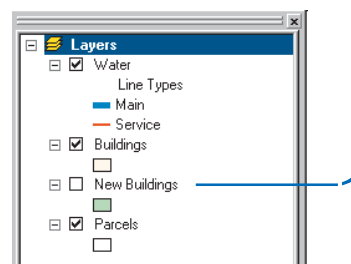 Layers
Water
Line Types
Main
Service
Buildings
New Buildings
Parcels